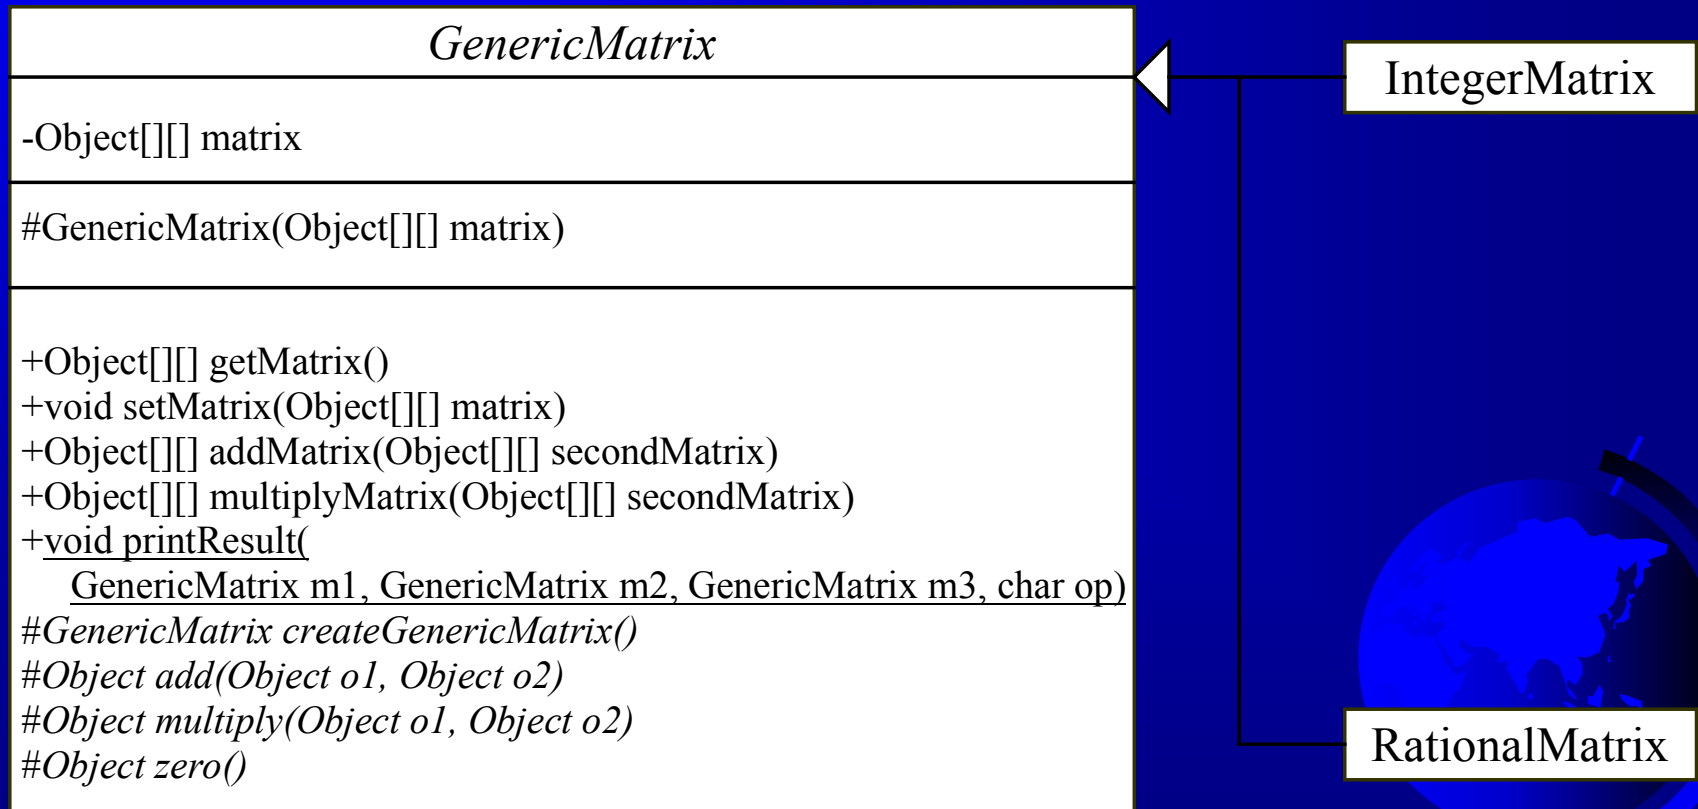 GenericMatrix
-Object[][] matrix
#GenericMatrix(Object[][] matrix)
+Object[][] getMatrix()
+void setMatrix(Object[][] matrix)
+Object[][] addMatrix(Object[][] secondMatrix)
+Object[][] multiplyMatrix(Object[][] secondMatrix)
+void printResult(
GenericMatrix m1, GenericMatrix m2, GenericMatrix m3, char op)
#GenericMatrix createGenericMatrix()
#Object add(Object o1, Object o2)
#Object multiply(Object o1, Object o2)
#Object zero()
IntegerMatrix
RationalMatrix